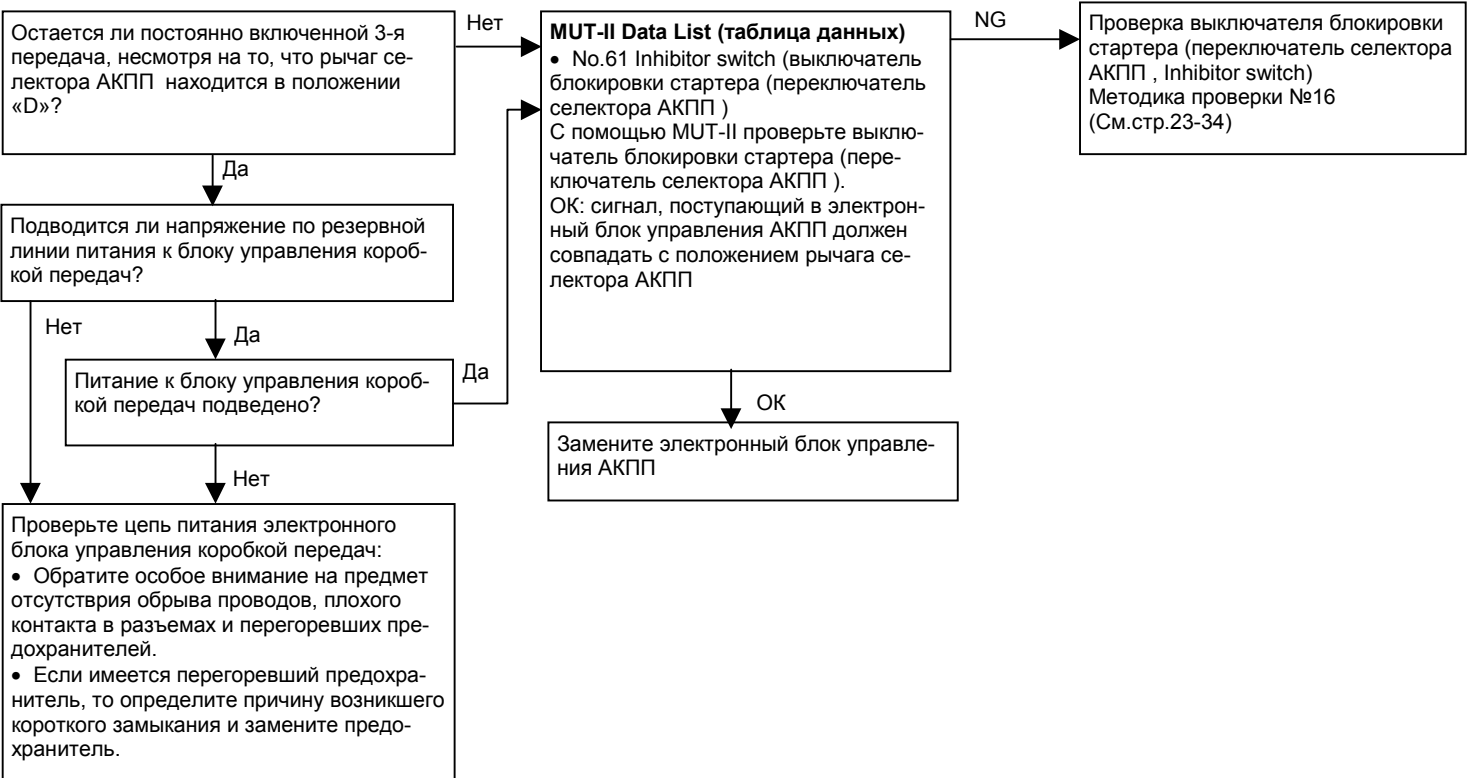 Остается ли постоянно включенной 3-я
передача, несмотря на то, что рычаг се-
лектора АКПП находится в положении
«D»?
Нет
Да
Подводится ли напряжение по резервной
линии питания к блоку управления короб-
кой передач?
Нет
Да
Питание к блоку управления короб-
кой передач подведено?
Да
Нет
Проверьте цепь питания электронного
блока управления коробкой передач:
• Обратите особое внимание на предмет
отсутстврия обрыва проводов, плохого
контакта в разъемах и перегоревших пре-
дохранителей.
• Если имеется перегоревший предохра-
нитель, то определите причину возникшего
короткого замыкания и замените предо-
хранитель.
MUT-II Data List (таблица данных)
• No.61 Inhibitor switch (выключатель
блокировки стартера (переключатель
селектора АКПП )
С помощью MUT-II проверьте выклю-
чатель блокировки стартера (пере-
ключатель селектора АКПП ).
ОК: сигнал, поступающий в электрон-
ный блок управления АКПП должен
совпадать с положением рычага се-
лектора АКПП
NG
ОК
Замените электронный блок управле-
ния АКПП
Проверка выключателя блокировки
стартера (переключатель селектора
АКПП , Inhibitor switch)
Методика проверки №16
(См.стр.23-34)